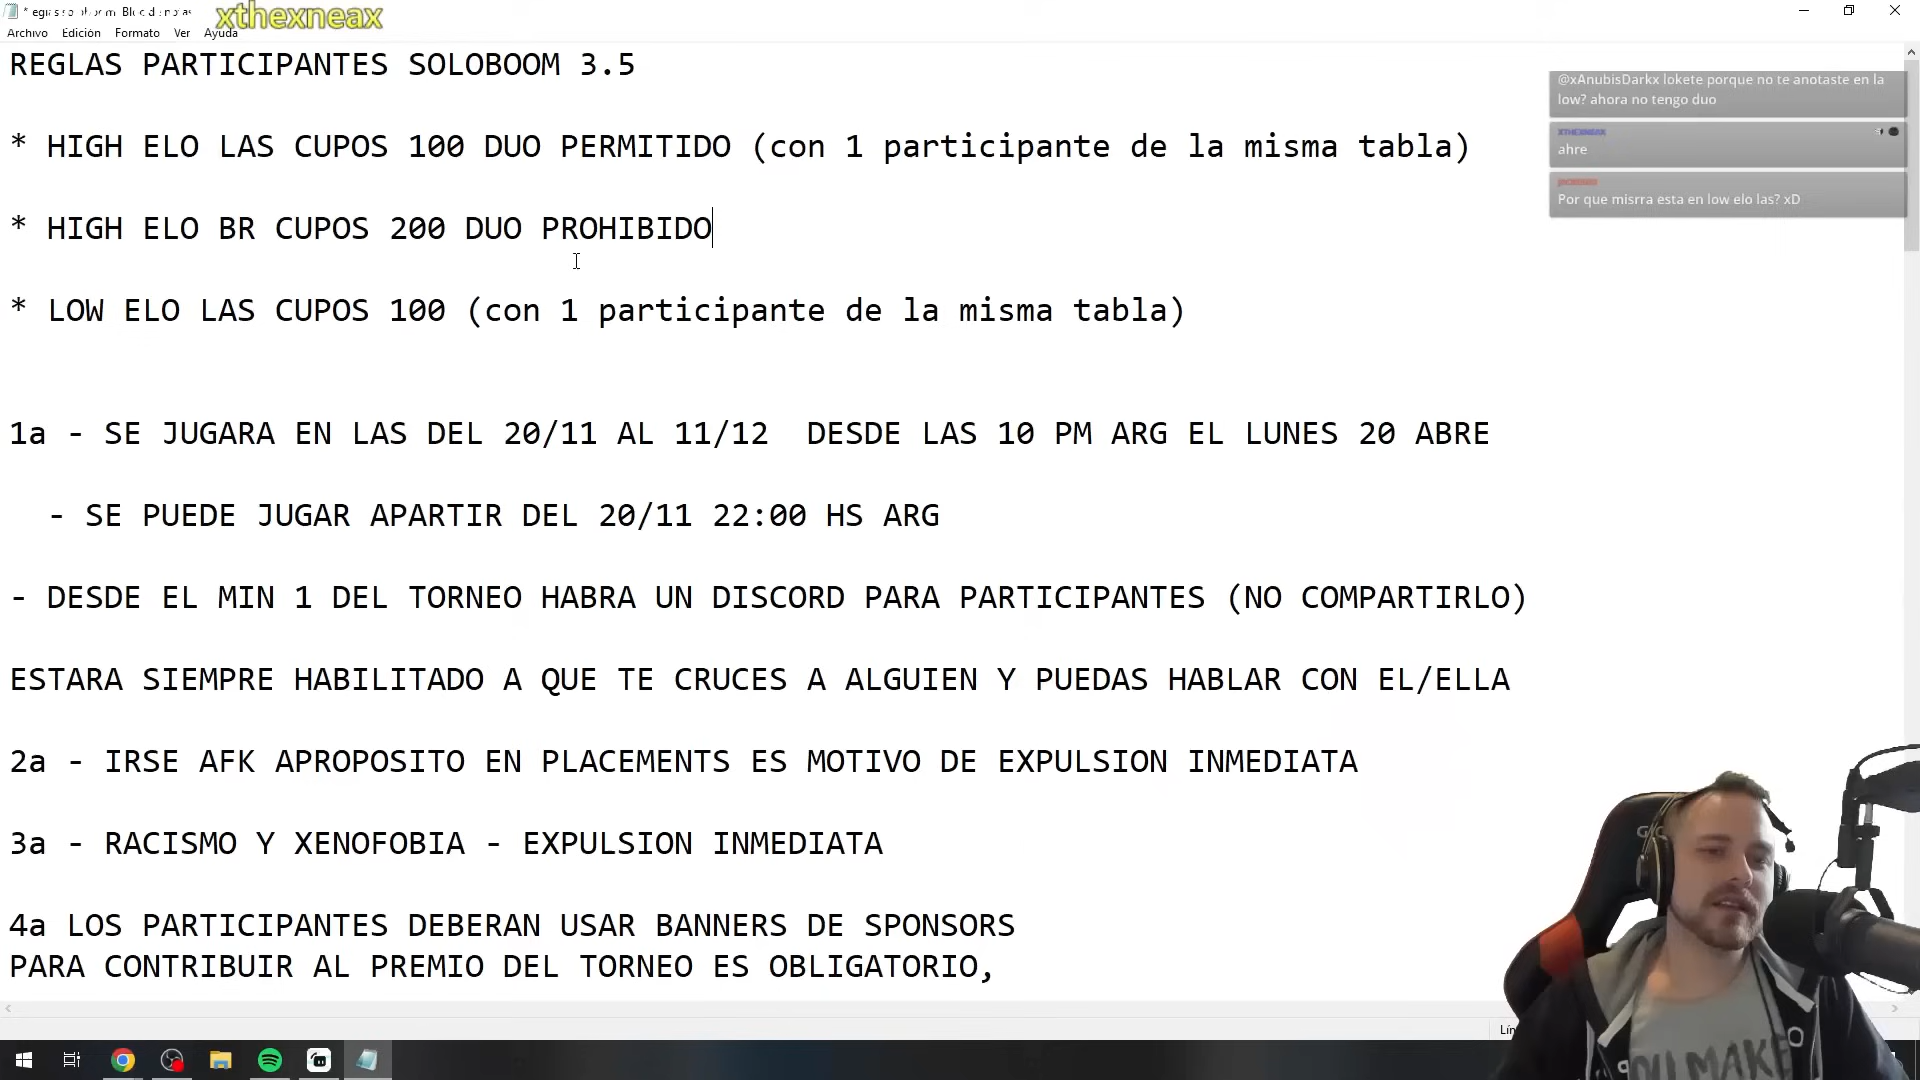 xthexneax
Archivo Edición Formato Ver Ayuda
REGLAS PARTICIPANTES SOLOBOOM 3.5
* HIGH ELO LAS CUPOS 100 DUO PERMITIDO (con 1 participante de la misma tabla)
* HIGH ELO BR CUPOS 200 DUO PROHIBIDO
* LOW ELO LAS CUPOS 100 (con 1 participante de la misma tabla)
1a - SE JUGARA EN LAS DEL 20/11 AL 11/12  DESDE LAS 10 PM ARG EL LUNES 20 ABRE
- SE PUEDE JUGAR APARTIR DEL 20/11 22:00 HS ARG
- DESDE EL MIN 1 DEL TORNEO HABRA UN DISCORD PARA PARTICIPANTES (NO COMPARTIRLO)
ESTARA SIEMPRE HABILITADO A QUE TE CRUCES A ALGUIEN Y PUEDAS HABLAR CON EL/ELLA
2a - IRSE AFK APROPOSITO EN PLACEMENTS ES MOTIVO DE EXPULSION INMEDIATA
3a - RACISMO Y XENOFOBIA - EXPULSION INMEDIATA
4a LOS PARTICIPANTES DEBERAN USAR BANNERS DE SPONSORS
PARA CONTRIBUIR AL PREMIO DEL TORNEO ES OBLIGATORIO,
@xAnubisDarkx lokete porque no te anotaste en la
low? ahora no tengo duo
XTHEXNEAX
ahre
Por que misrra esta en low elo las? xD